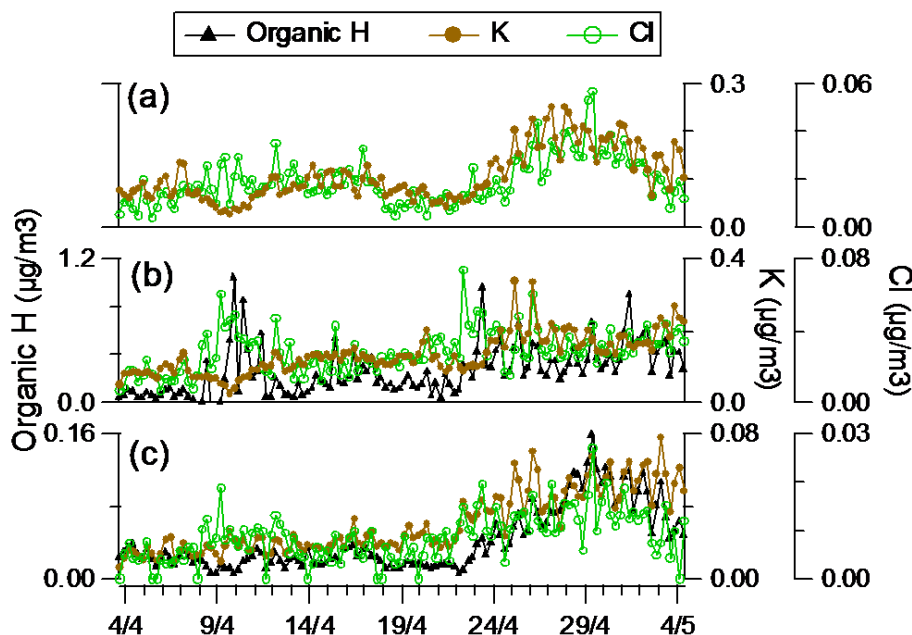 Organic H K Cl
(a)
0.3 0.06
0.0 0.00
(b)
1.2 0.4 0.08
0.0 0.0 0.00
(c)
0.16 0.08 0.03
0.00 0.00 0.00
Organic H (µg/m3)
K (µg/m3)
Cl (µg/m3)
4/4 9/4 14/4 19/4 24/4 29/4 4/5